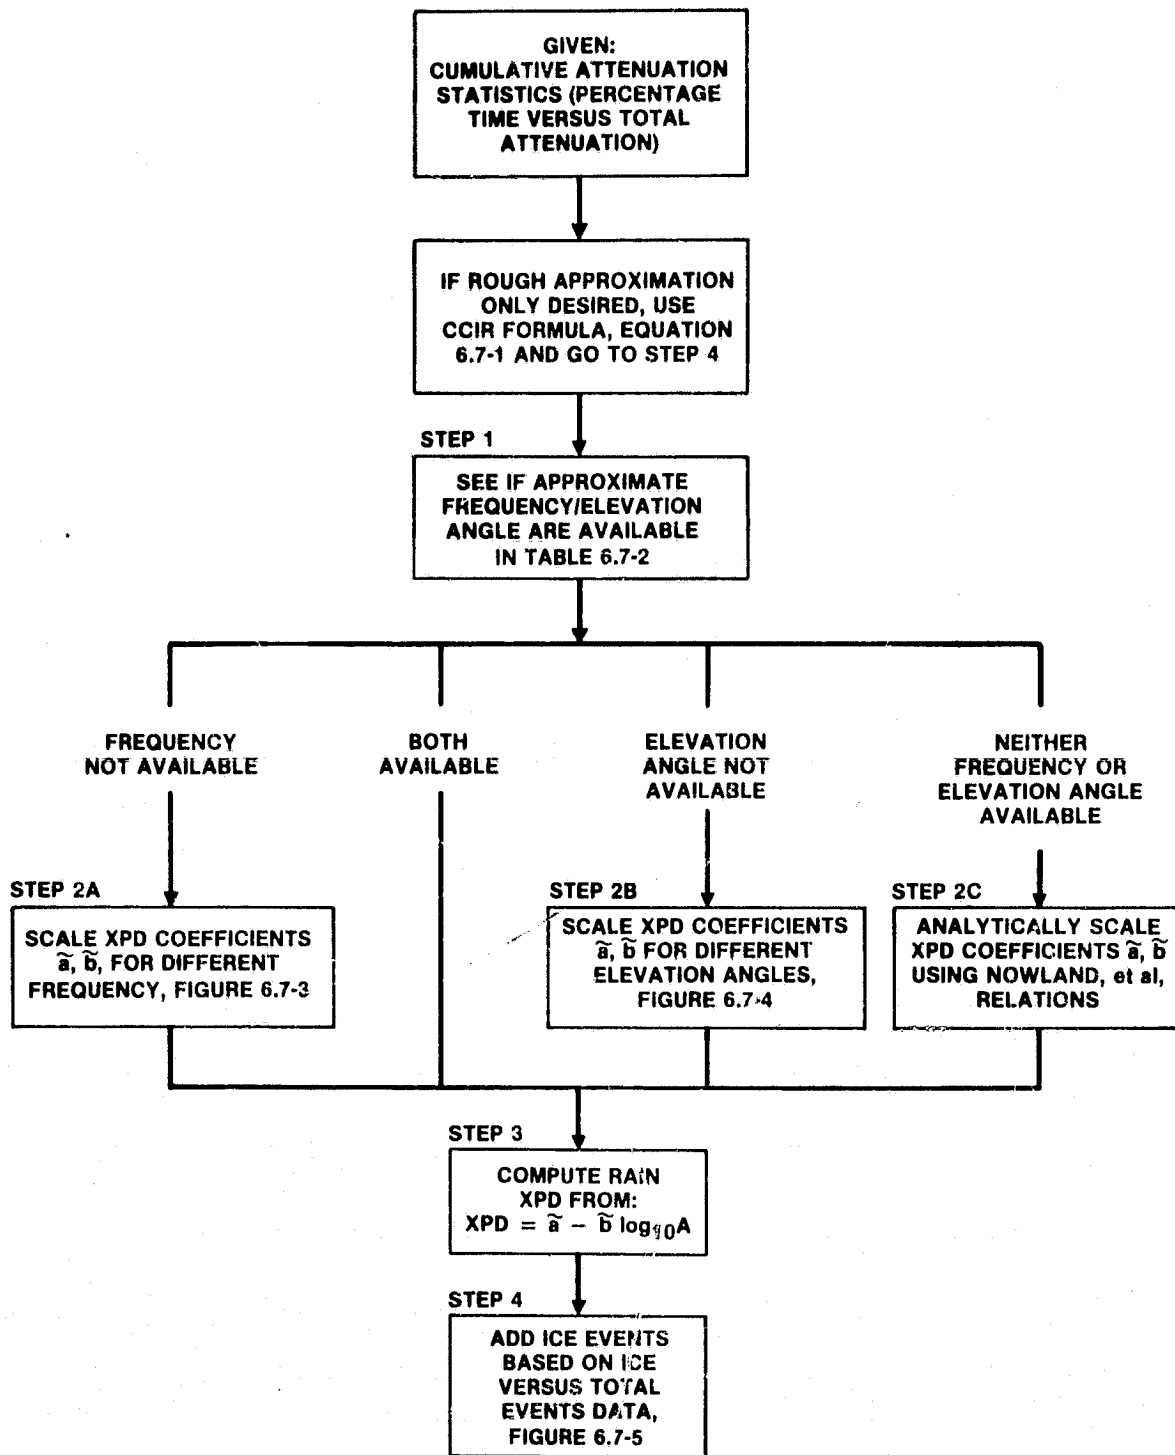 GIVEN:
CUMULATIVE ATTENUATION
STATISTICS (PERCENTAGE
TIME VERSUS TOTAL
ATTENUATION)
IF ROUGH APPROXIMATION
ONLY DESIRED, USE
CCIR FORMULA, EQUATION
6.7-1 AND GO TO STEP 4
STEP 1
SEE IF APPROXIMATE
FREQUENCY/ELEVATION
ANGLE ARE AVAILABLE
IN TABLE 6.7-2
FREQUENCY
NOT AVAILABLE
BOTH
AVAILABLE
ELEVATION
ANGLE NOT
AVAILABLE
NEITHER
FREQUENCY OR
ELEVATION ANGLE
AVAILABLE
STEP 2A
SCALE XPD COEFFICIENTS
ã, b̃, FOR DIFFERENT
FREQUENCY, FIGURE 6.7-3
STEP 2B
SCALE XPD COEFFICIENTS
ã, b̃ FOR DIFFERENT
ELEVATION ANGLES,
FIGURE 6.7-4
STEP 2C
ANALYTICALLY SCALE
XPD COEFFICIENTS ã, b̃
USING NOWLAND, et al,
RELATIONS
STEP 3
COMPUTE RAIN
XPD FROM:
XPD = ã − b̃ log₁₀A
STEP 4
ADD ICE EVENTS
BASED ON ICE
VERSUS TOTAL
EVENTS DATA,
FIGURE 6.7-5